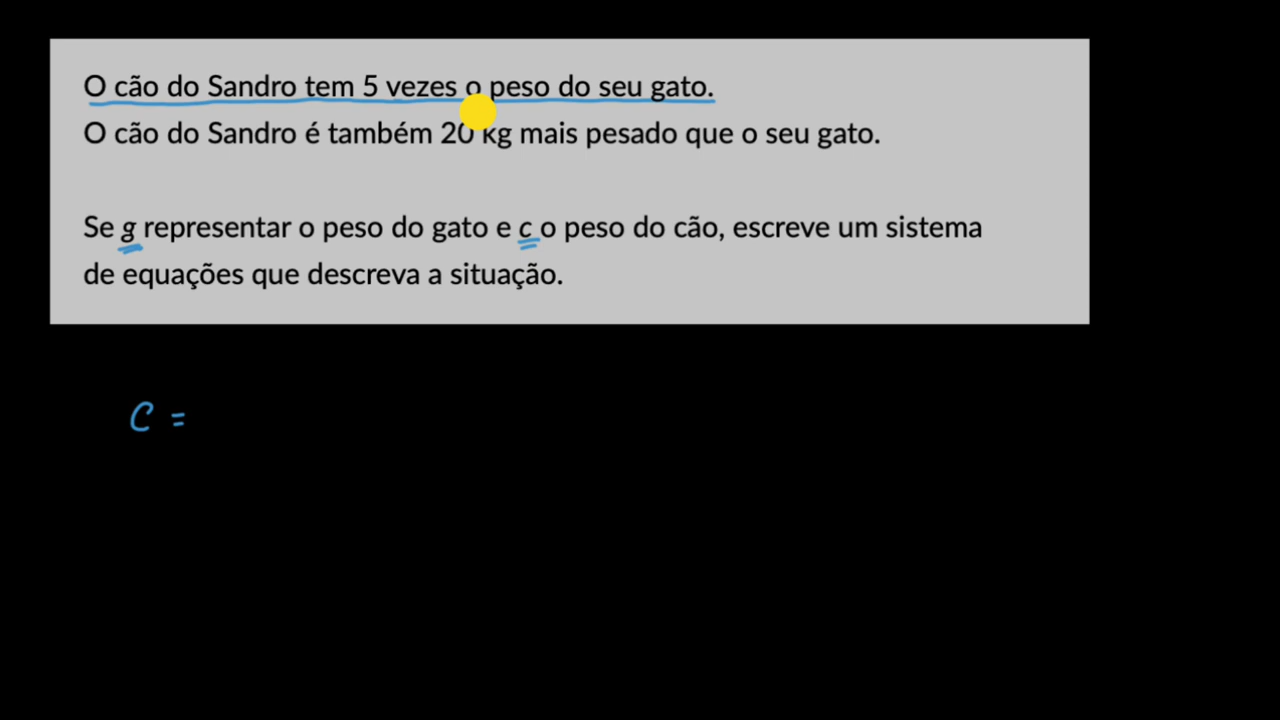 O cão do Sandro tem 5 vezes o peso do seu gato.
O cão do Sandro é também 20 kg mais pesado que o seu gato.
Se g representar o peso do gato e c o peso do cão, escreve um sistema
de equações que descreva a situação.
C =